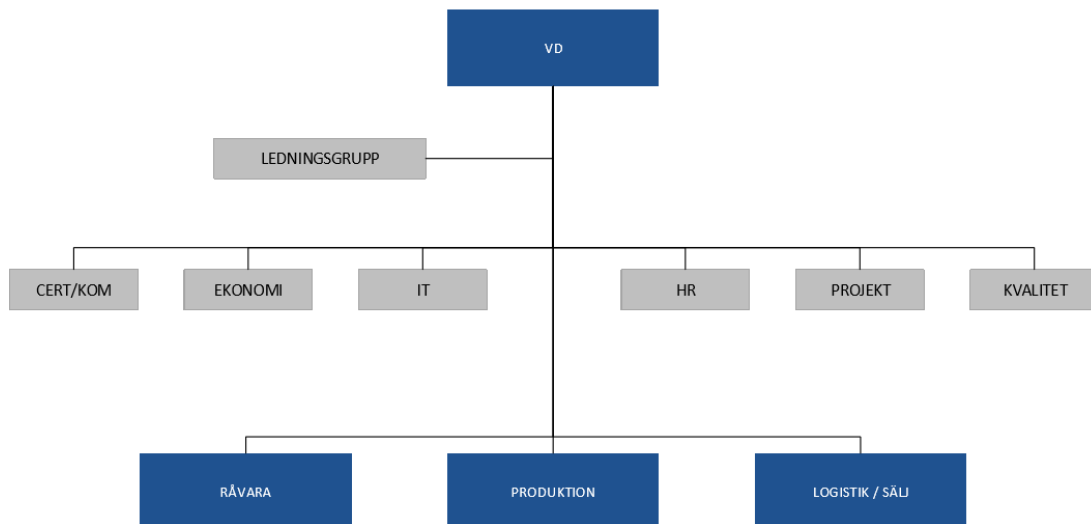 VD
LEDNINGSGRUPP
CERT/KOM
EKONOMI
IT
HR
PROJEKT
KVALITET
RÅVARA
PRODUKTION
LOGISTIK / SÄLJ